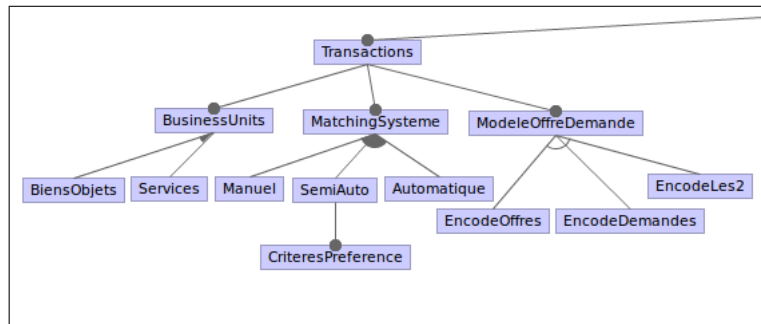 Transactions
BusinessUnits
MatchingSysteme
ModeleOffreDemande
BiensObjets
Services
Manuel
SemiAuto
Automatique
EncodeLes2
EncodeOffres
EncodeDemandes
CriteresPreference